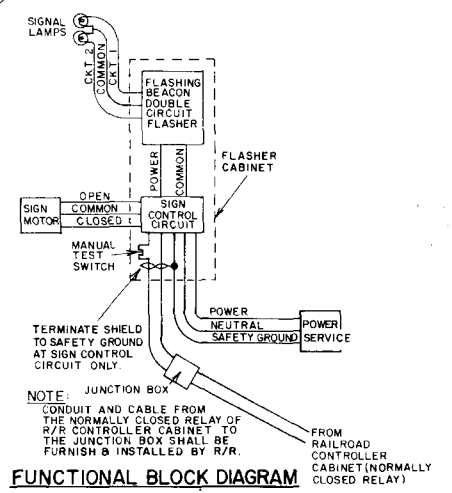 SIGNAL
LAMPS
CKT 2
COMMON
CKT 1
FLASHING
BEACON
DOUBLE
CIRCUIT
FLASHER
POWER
COMMON
FLASHER
CABINET
OPEN
COMMON
CLOSED
SIGN
MOTOR
SIGN
CONTROL
CIRCUIT
MANUAL
TEST
SWITCH
TERMINATE SHIELD
TO SAFETY GROUND
AT SIGN CONTROL
CIRCUIT ONLY.
POWER
NEUTRAL
SAFETY GROUND
POWER
SERVICE
JUNCTION BOX
NOTE:
CONDUIT AND CABLE FROM
THE NORMALLY CLOSED RELAY OF
R/R CONTROLLER CABINET TO
THE JUNCTION BOX SHALL BE
FURNISH & INSTALLED BY R/R.
FROM
RAILROAD
CONTROLLER
CABINET (NORMALLY
CLOSED RELAY)
FUNCTIONAL BLOCK DIAGRAM